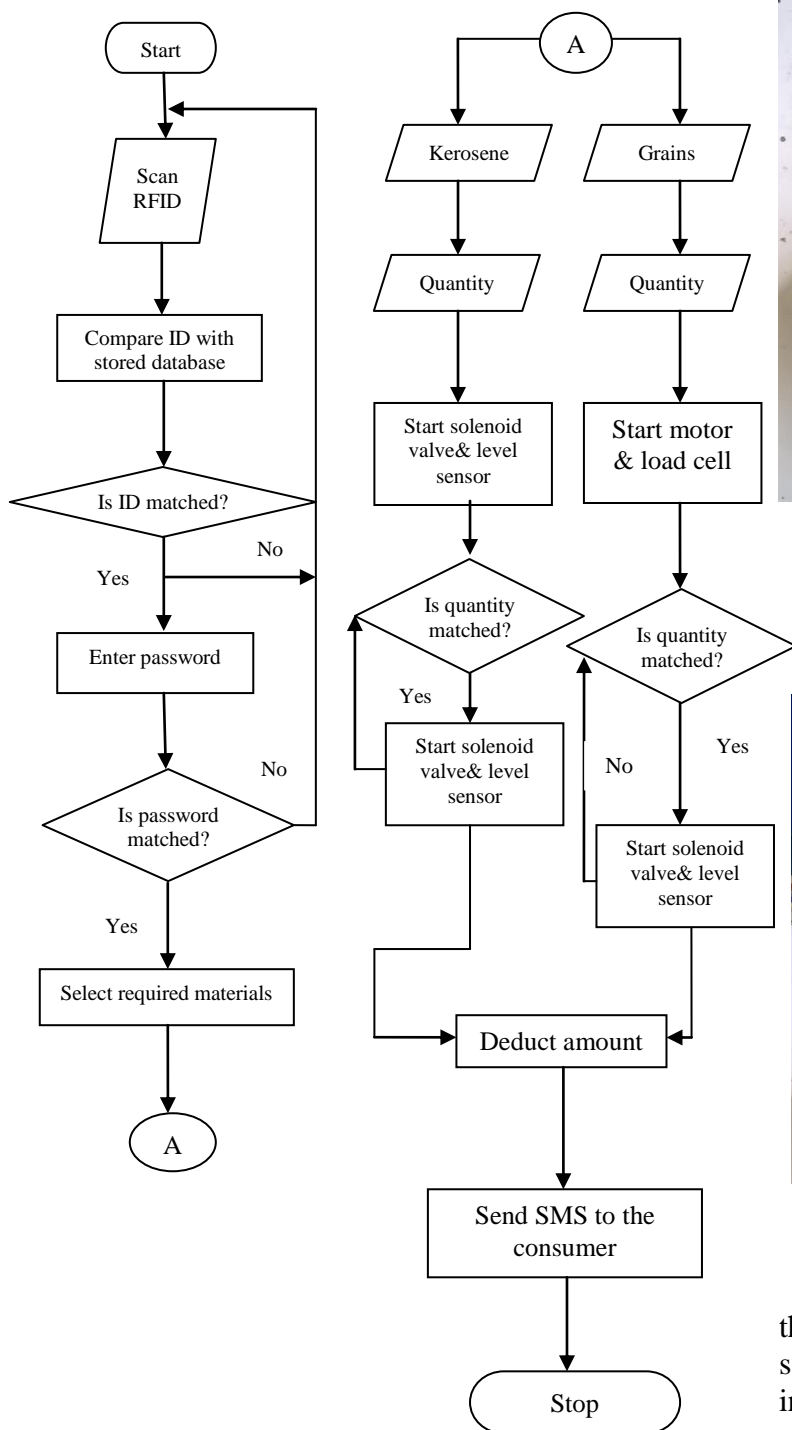 Start
Scan
RFID
Compare ID with
stored database
Is ID matched?
No
Yes
Enter password
No
Is password
matched?
Yes
Select required materials
A
A
Kerosene
Grains
Quantity
Quantity
Start solenoid
valve& level
sensor
Start motor
& load cell
Is quantity
matched?
Is quantity
matched?
Yes
Start solenoid
valve& level
sensor
No
Yes
Start solenoid
valve& level
sensor
Deduct amount
Send SMS to the
consumer
Stop